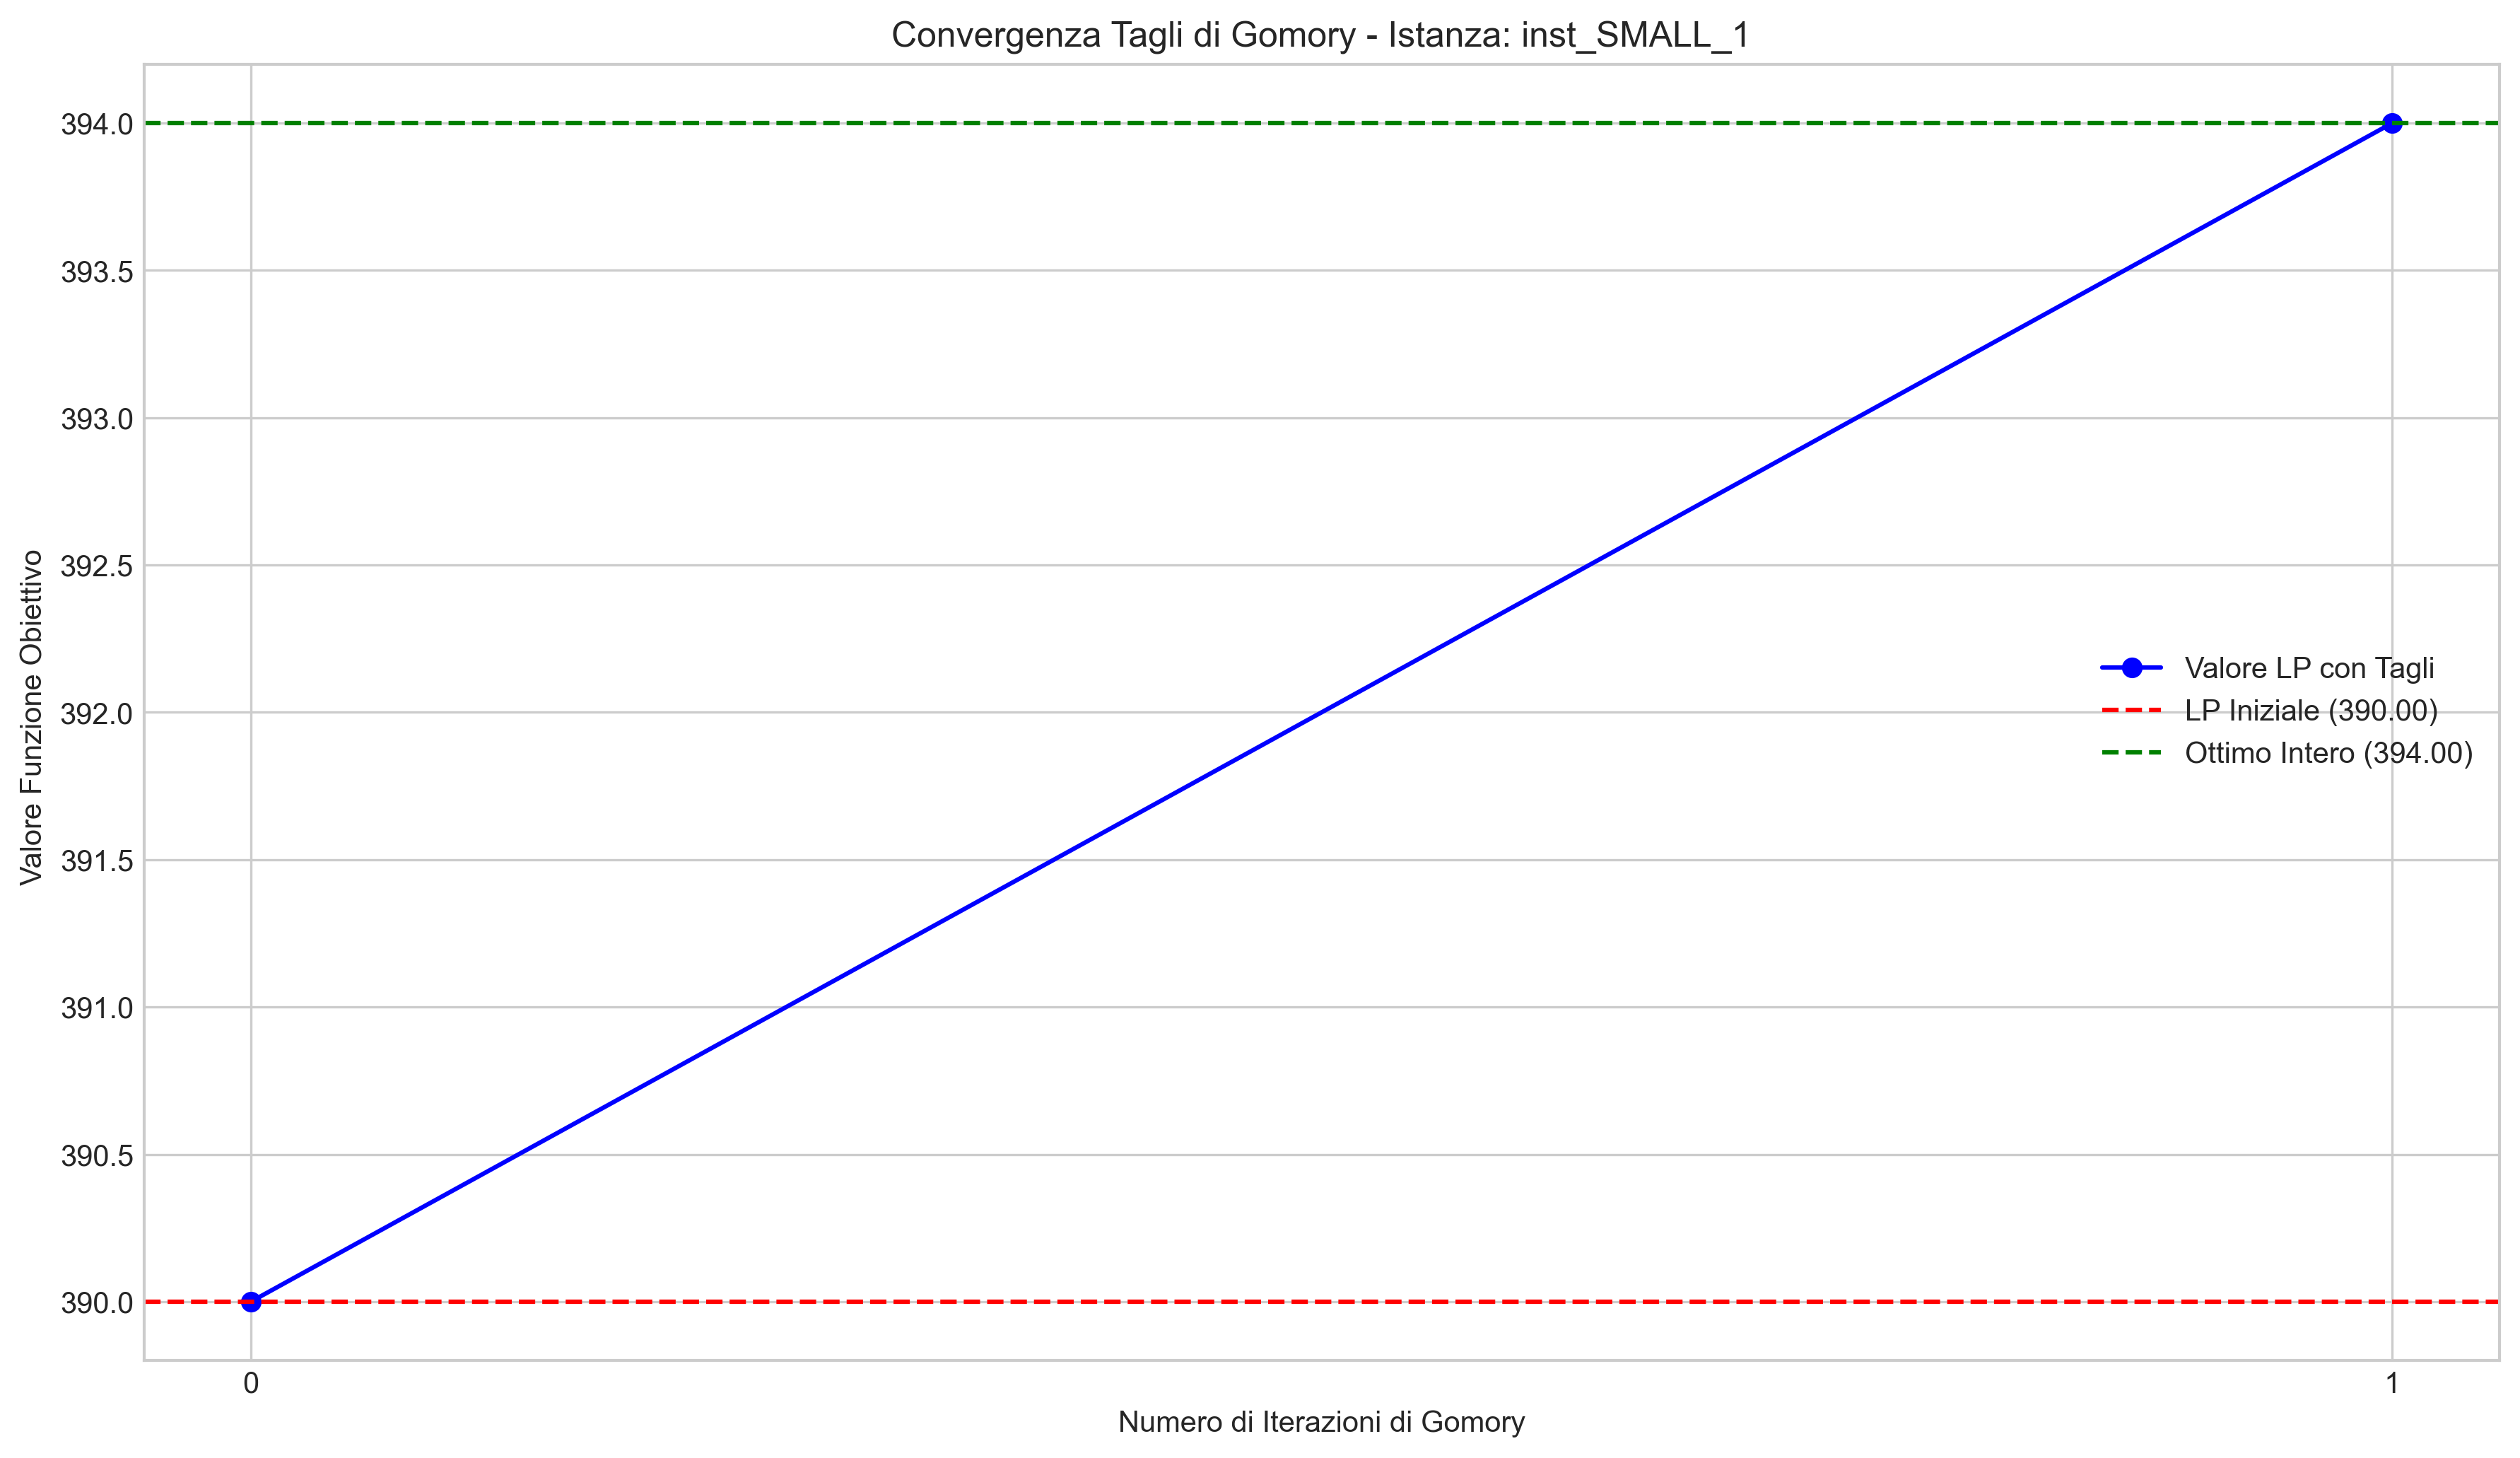 Convergenza Tagli di Gomory - Istanza: inst_SMALL_1
Valore Funzione Obiettivo
394.0
393.5
393.0
392.5
392.0
391.5
391.0
390.5
390.0
Valore LP con Tagli
LP Iniziale (390.00)
Ottimo Intero (394.00)
0
1
Numero di Iterazioni di Gomory